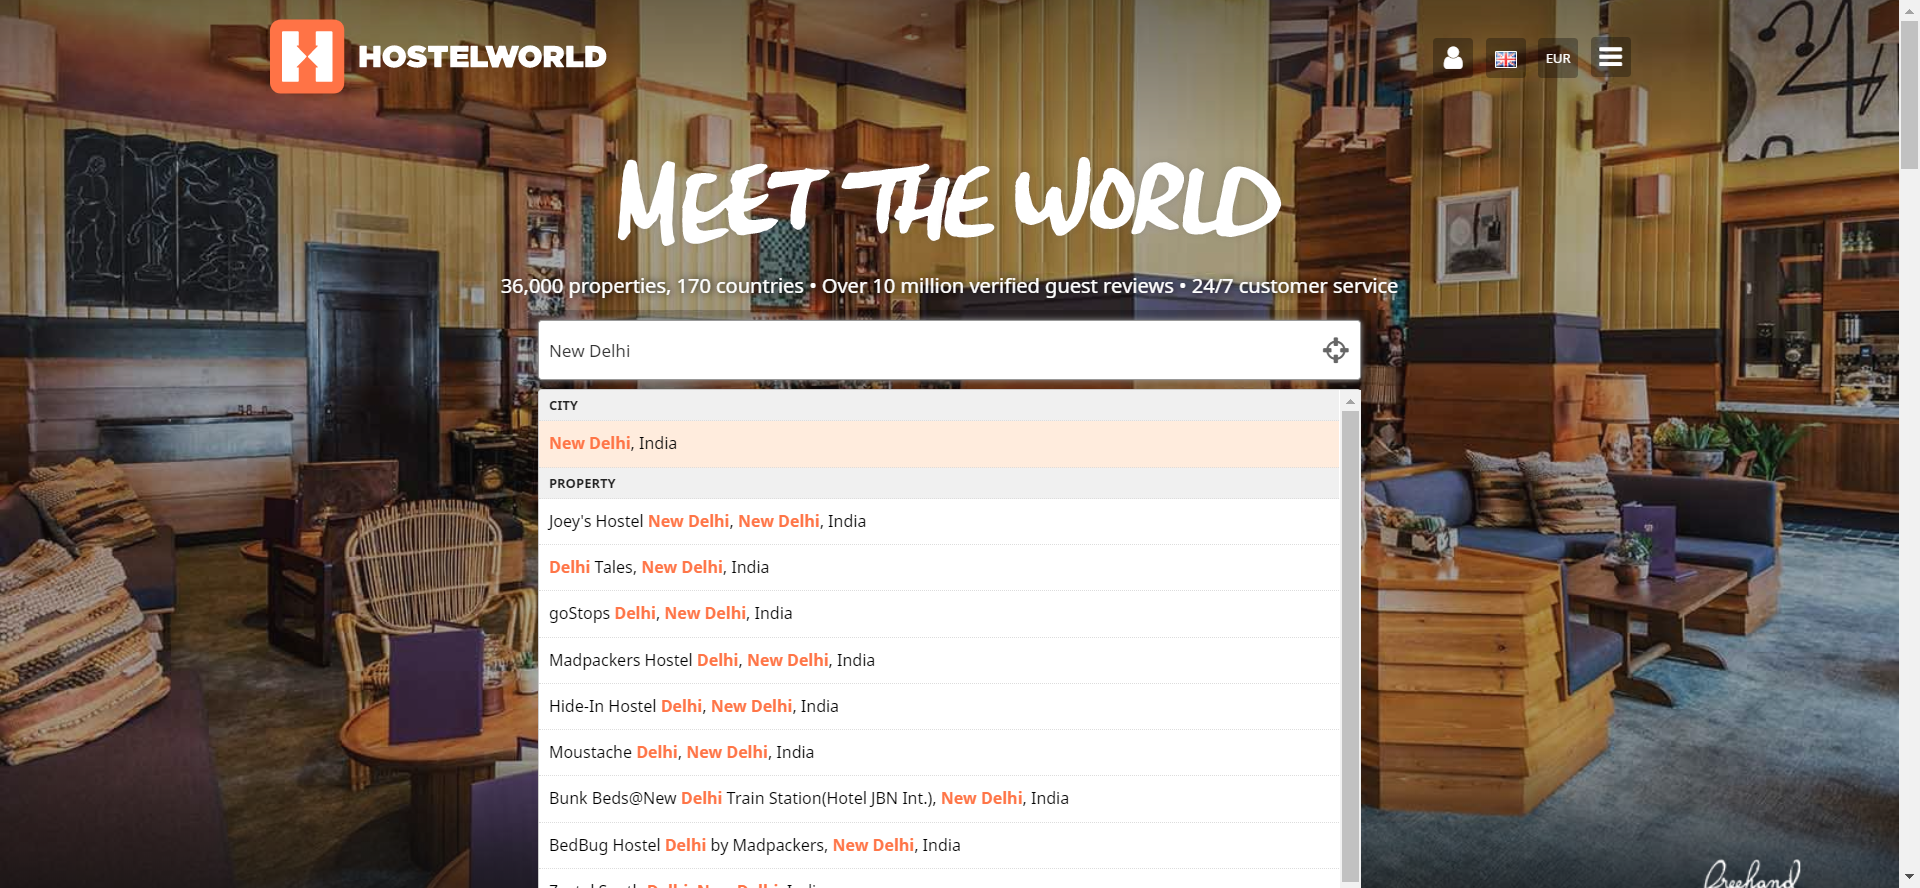 HOSTELWORLD
EUR
MEET THE WORLD
36,000 properties, 170 countries • Over 10 million verified guest reviews • 24/7 customer service
New Delhi
CITY
New Delhi, India
PROPERTY
Joey's Hostel New Delhi, New Delhi, India
Delhi Tales, New Delhi, India
goStops Delhi, New Delhi, India
Madpackers Hostel Delhi, New Delhi, India
Hide-In Hostel Delhi, New Delhi, India
Moustache Delhi, New Delhi, India
Bunk Beds@New Delhi Train Station(Hotel JBN Int.), New Delhi, India
BedBug Hostel Delhi by Madpackers, New Delhi, India
Freehand